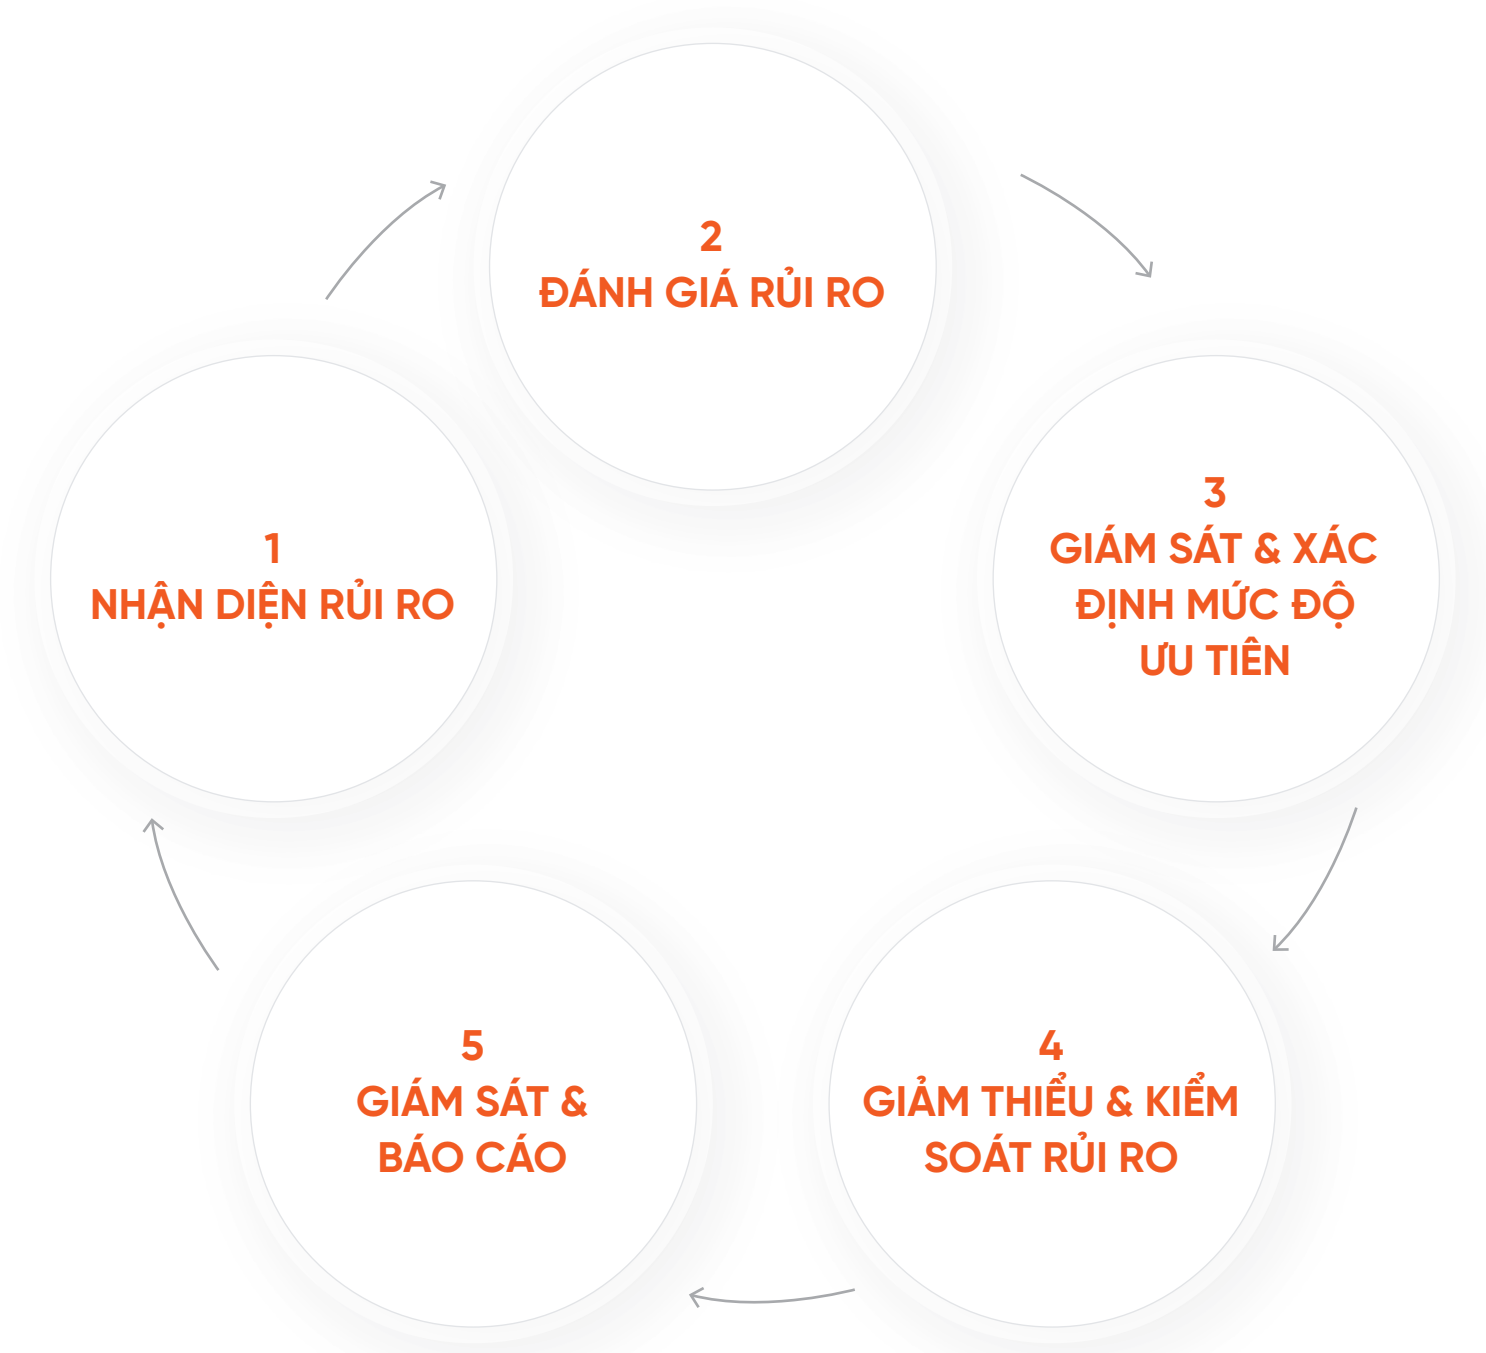 1
NHẬN DIỆN RỦI RO
2
ĐÁNH GIÁ RỦI RO
3
GIÁM SÁT & XÁC
ĐỊNH MỨC ĐỘ
ƯU TIÊN
4
GIẢM THIỂU & KIỂM
SOÁT RỦI RO
5
GIÁM SÁT &
BÁO CÁO